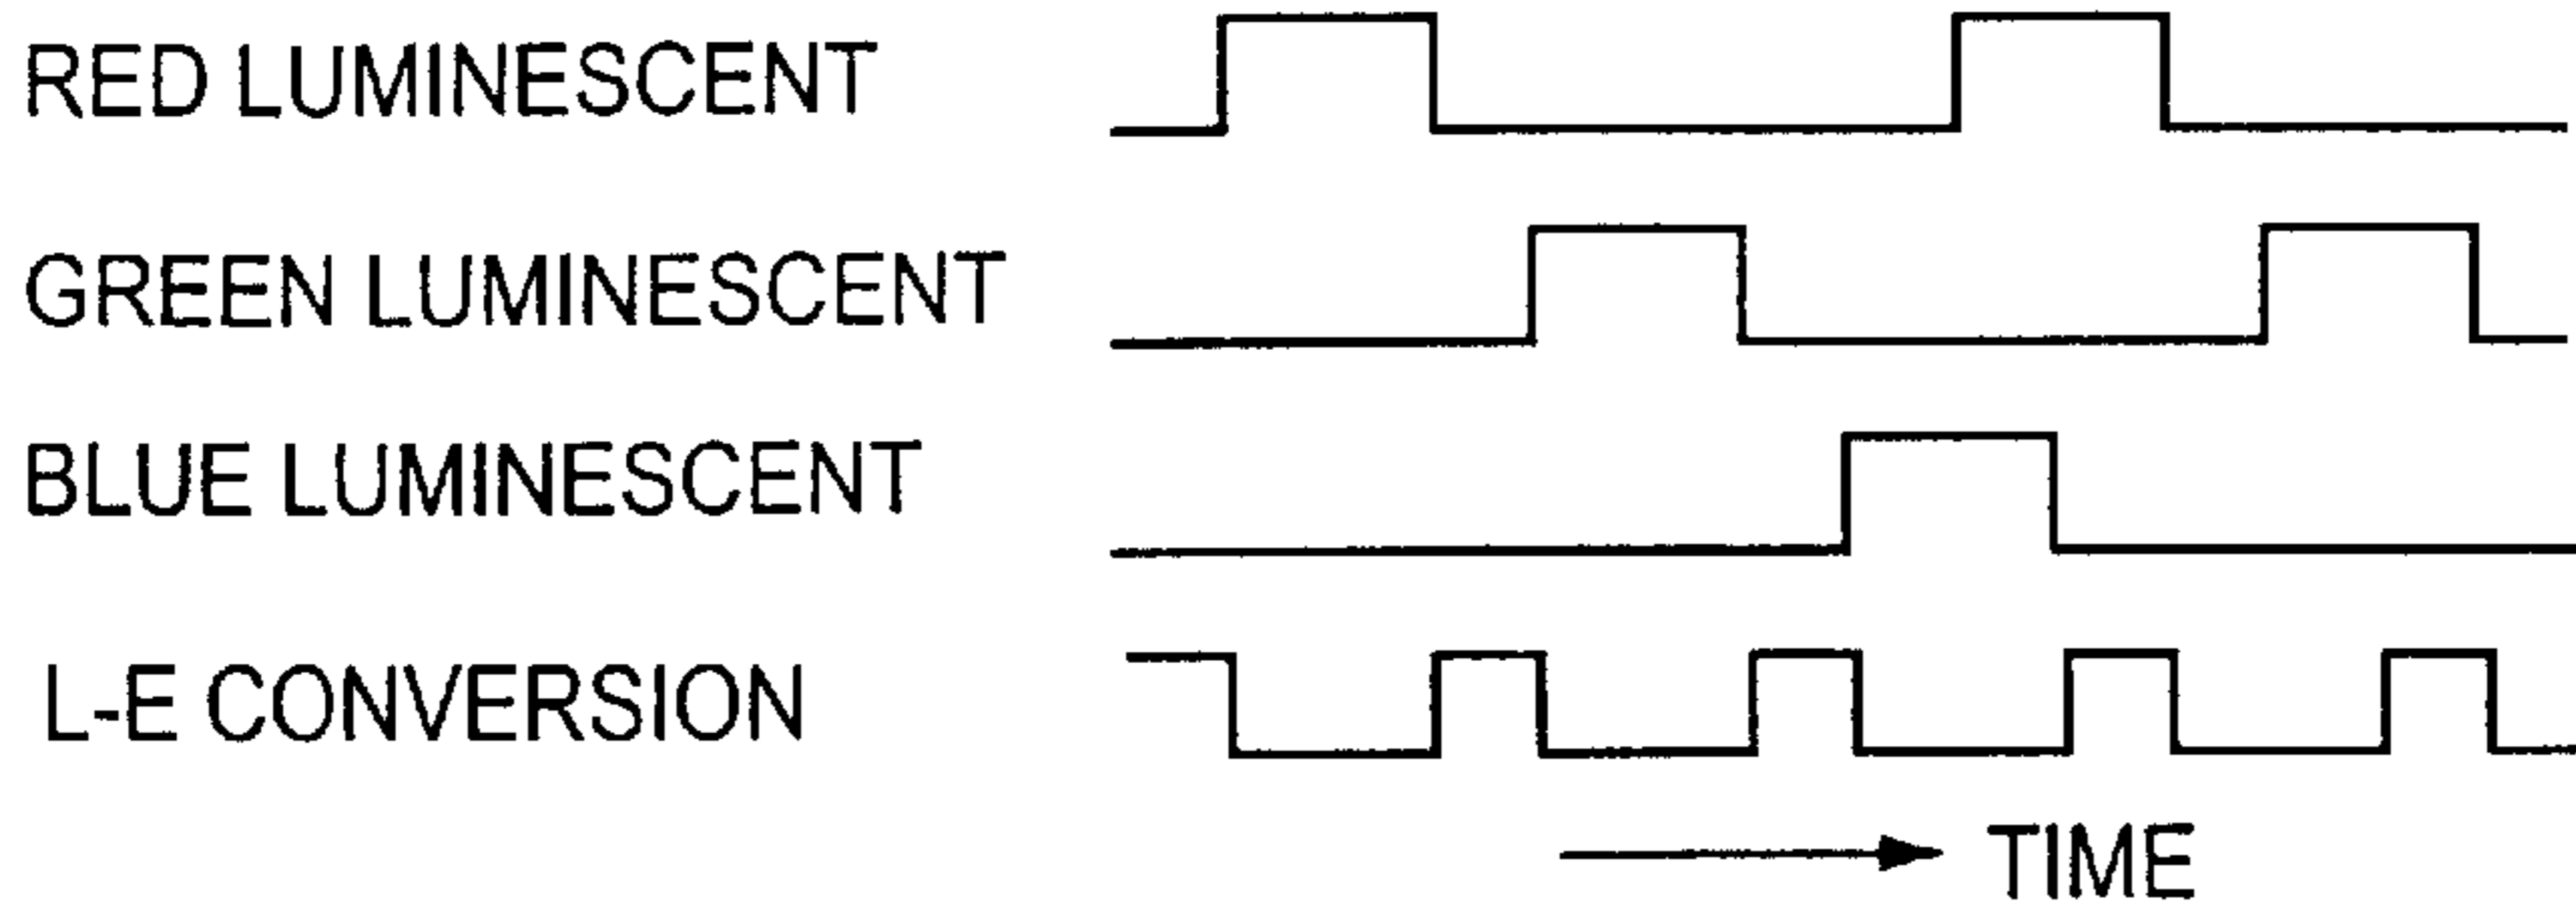 RED LUMINESCENT
GREEN LUMINESCENT
BLUE LUMINESCENT
L-E CONVERSION
TIME